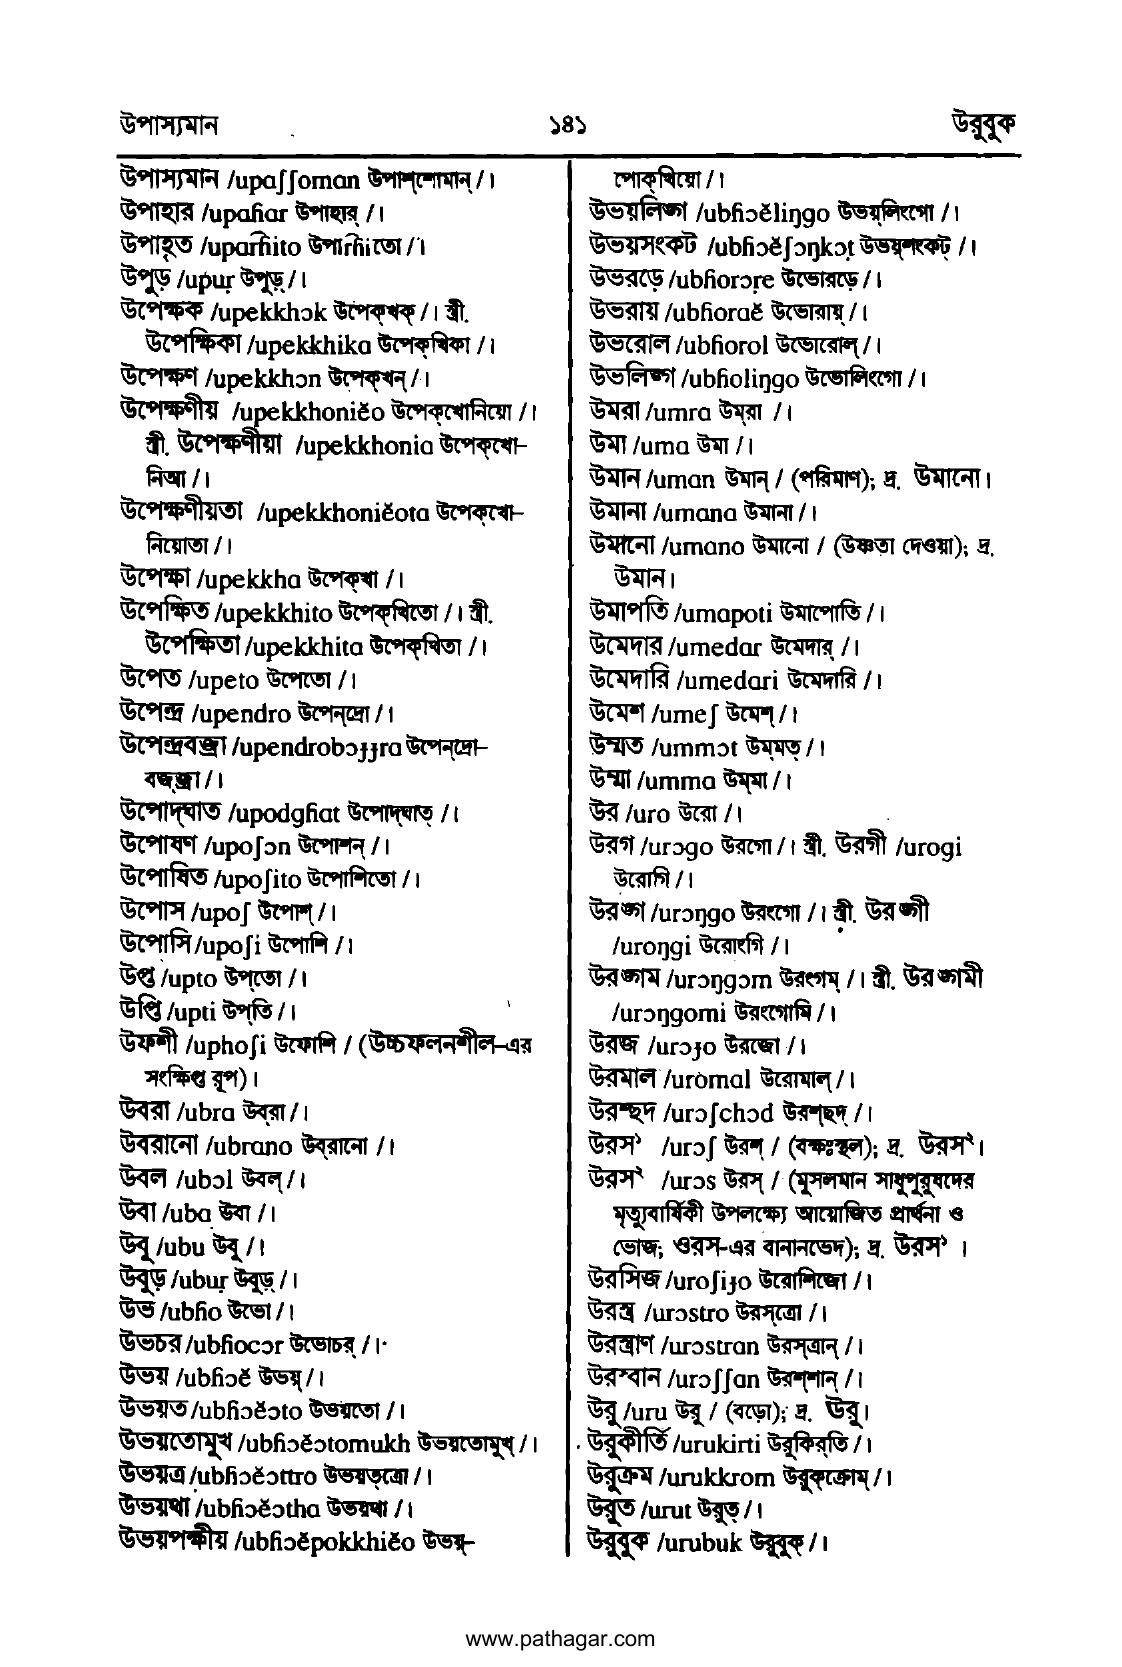 উপাস্যমান ১৪১ উরুবুক
উপাস্যমান /upaʃʃoman উপাশ্‌শোমান্ / ।
উপাহার /upaɦar উপাহার্ / ।
উপাহৃত /upaɦrito উপাɦ্রিতো / ।
উপুড় /upuɽ উপুড়্ / ।
উপেক্ষক /upekkhɔk উপেক্‌খক্ / । স্ত্রী.
উপেক্ষিকা /upekkhika উপেক্‌খিকা / ।
উপেক্ষণ /upekkhɔn উপেক্‌খন্ / ।
উপেক্ষণীয় /upekkhoniĕo উপেক্‌খোনিয়ো / ।
স্ত্রী. উপেক্ষণীয়া /upekkhonia উপেক্‌খো–
নিআ / ।
উপেক্ষণীয়তা /upekkhoniĕota উপেক্‌খো–
নিয়োতা / ।
উপেক্ষা /upekkha উপেক্‌খা / ।
উপেক্ষিত /upekkhito উপেক্‌খিতো / । স্ত্রী.
উপেক্ষিতা /upekkhita উপেক্‌খিতা / ।
উপেত /upeto উপেতো / ।
উপেন্দ্র /upendro উপেন্‌দ্রো / ।
উপেন্দ্রবজ্রা /upendrobɔɟɟra উপেন্‌দ্রো–
বজ্‌জ্রা / ।
উপোদ্‌ঘাত /upodgɦat উপোদ্‌ঘাত্ / ।
উপোষণ /upoʃɔn উপোশন্ / ।
উপোষিত /upoʃito উপোশিতো / ।
উপোস /upoʃ উপোশ্ / ।
উপোসি /upoʃi উপোশি / ।
উপ্ত /upto উপ্‌তো / ।
উপ্তি /upti উপ্‌তি / ।
উফশী /uphoʃi উফোশি / (উচ্চফলনশীল–এর
সংক্ষিপ্ত রূপ) ।
উবরা /ubra উব্‌রা / ।
উবরানো /ubrano উব্‌রানো / ।
উবল /ubɔl উবল্ / ।
উবা /uba উবা / ।
উবু /ubu উবু / ।
উবুড় /ubuɽ উবুড়্ / ।
উভ /ubɦo উভো / ।
উভচর /ubɦocɔr উভোচর্ / ।
উভয় /ubɦɔĕ উভয়্ / ।
উভয়ত /ubɦɔĕɔto উভয়তো / ।
উভয়তোমুখ /ubɦɔĕɔtomukh উভয়তোমুখ্ / ।
উভয়ত্র /ubɦɔĕɔttro উভয়ত্‌ত্রো / ।
উভয়থা /ubɦɔĕɔtha উভয়থা / ।
উভয়পক্ষীয় /ubɦɔĕpokkhiĕo উভয়্–
পোক্‌খিয়ো / ।
উভয়লিঙ্গ /ubɦɔĕliŋgo উভয়্‌লিংগো / ।
উভয়সংকট /ubɦɔĕʃɔŋkɔṭ উভয়্‌শংকট্ / ।
উভরড়ে /ubɦorɔɽe উভোরড়ে / ।
উভরায় /ubɦoraĕ উভোরায়্ / ।
উভরোল /ubɦorol উভোরোল্ / ।
উভলিঙ্গ /ubɦoliŋgo উভোলিংগো / ।
উমরা /umra উম্‌রা / ।
উমা /uma উমা / ।
উমান /uman উমান্ / (পরিমাণ); দ্র. উমানো ।
উমানা /umana উমানা / ।
উমানো /umano উমানো / (উষ্ণতা দেওয়া); দ্র.
উমান ।
উমাপতি /umapoti উমাপোতি / ।
উমেদার /umedar উমেদার্ / ।
উমেদারি /umedari উমেদারি / ।
উমেশ /umeʃ উমেশ্ / ।
উম্মত /ummɔt উম্‌মত্ / ।
উম্মা /umma উম্‌মা / ।
উর /uro উরো / ।
উরগ /urɔgo উরগো / । স্ত্রী. উরগী /urogi
উরোগি / ।
উরঙ্গ /urɔŋgo উরংগো / । স্ত্রী. উরঙ্গী
/uroŋgi উরোংগি / ।
উরঙ্গম /urɔŋgɔm উরংগম্ / । স্ত্রী. উরঙ্গমী
/urɔŋgomi উরংগোমি / ।
উরজ /urɔɟo উরজো / ।
উরমাল /uromal উরোমাল্ / ।
উরশ্ছদ /urɔʃchɔd উরশ্‌ছদ্ / ।
উরস¹ /urɔʃ উরশ্ / (বক্ষঃস্থল); দ্র. উরস² ।
উরস² /urɔs উরস্ / (মুসলমান সাধুপুরুষদের
মৃত্যুবার্ষিকী উপলক্ষ্যে আয়োজিত প্রার্থনা ও
ভোজ; ওরস–এর বানানভেদ); দ্র. উরস¹ ।
উরসিজ /uroʃiɟo উরোশিজো / ।
উরস্ত্র /urɔstro উরস্‌ত্রো / ।
উরস্ত্রাণ /urɔstran উরস্‌ত্রান্ / ।
উরস্বান /urɔʃʃan উরশ্‌শান্ / ।
উরু /uru উরু / (বড়ো); দ্র. ঊরু ।
উরুকীর্তি /urukirti উরুকির্‌তি / ।
উরুক্রম /urukkrom উরুক্‌ক্রোম্ / ।
উরুত /urut উরুত্ / ।
উরুবুক /urubuk উরুবুক্ / ।
www.pathagar.com